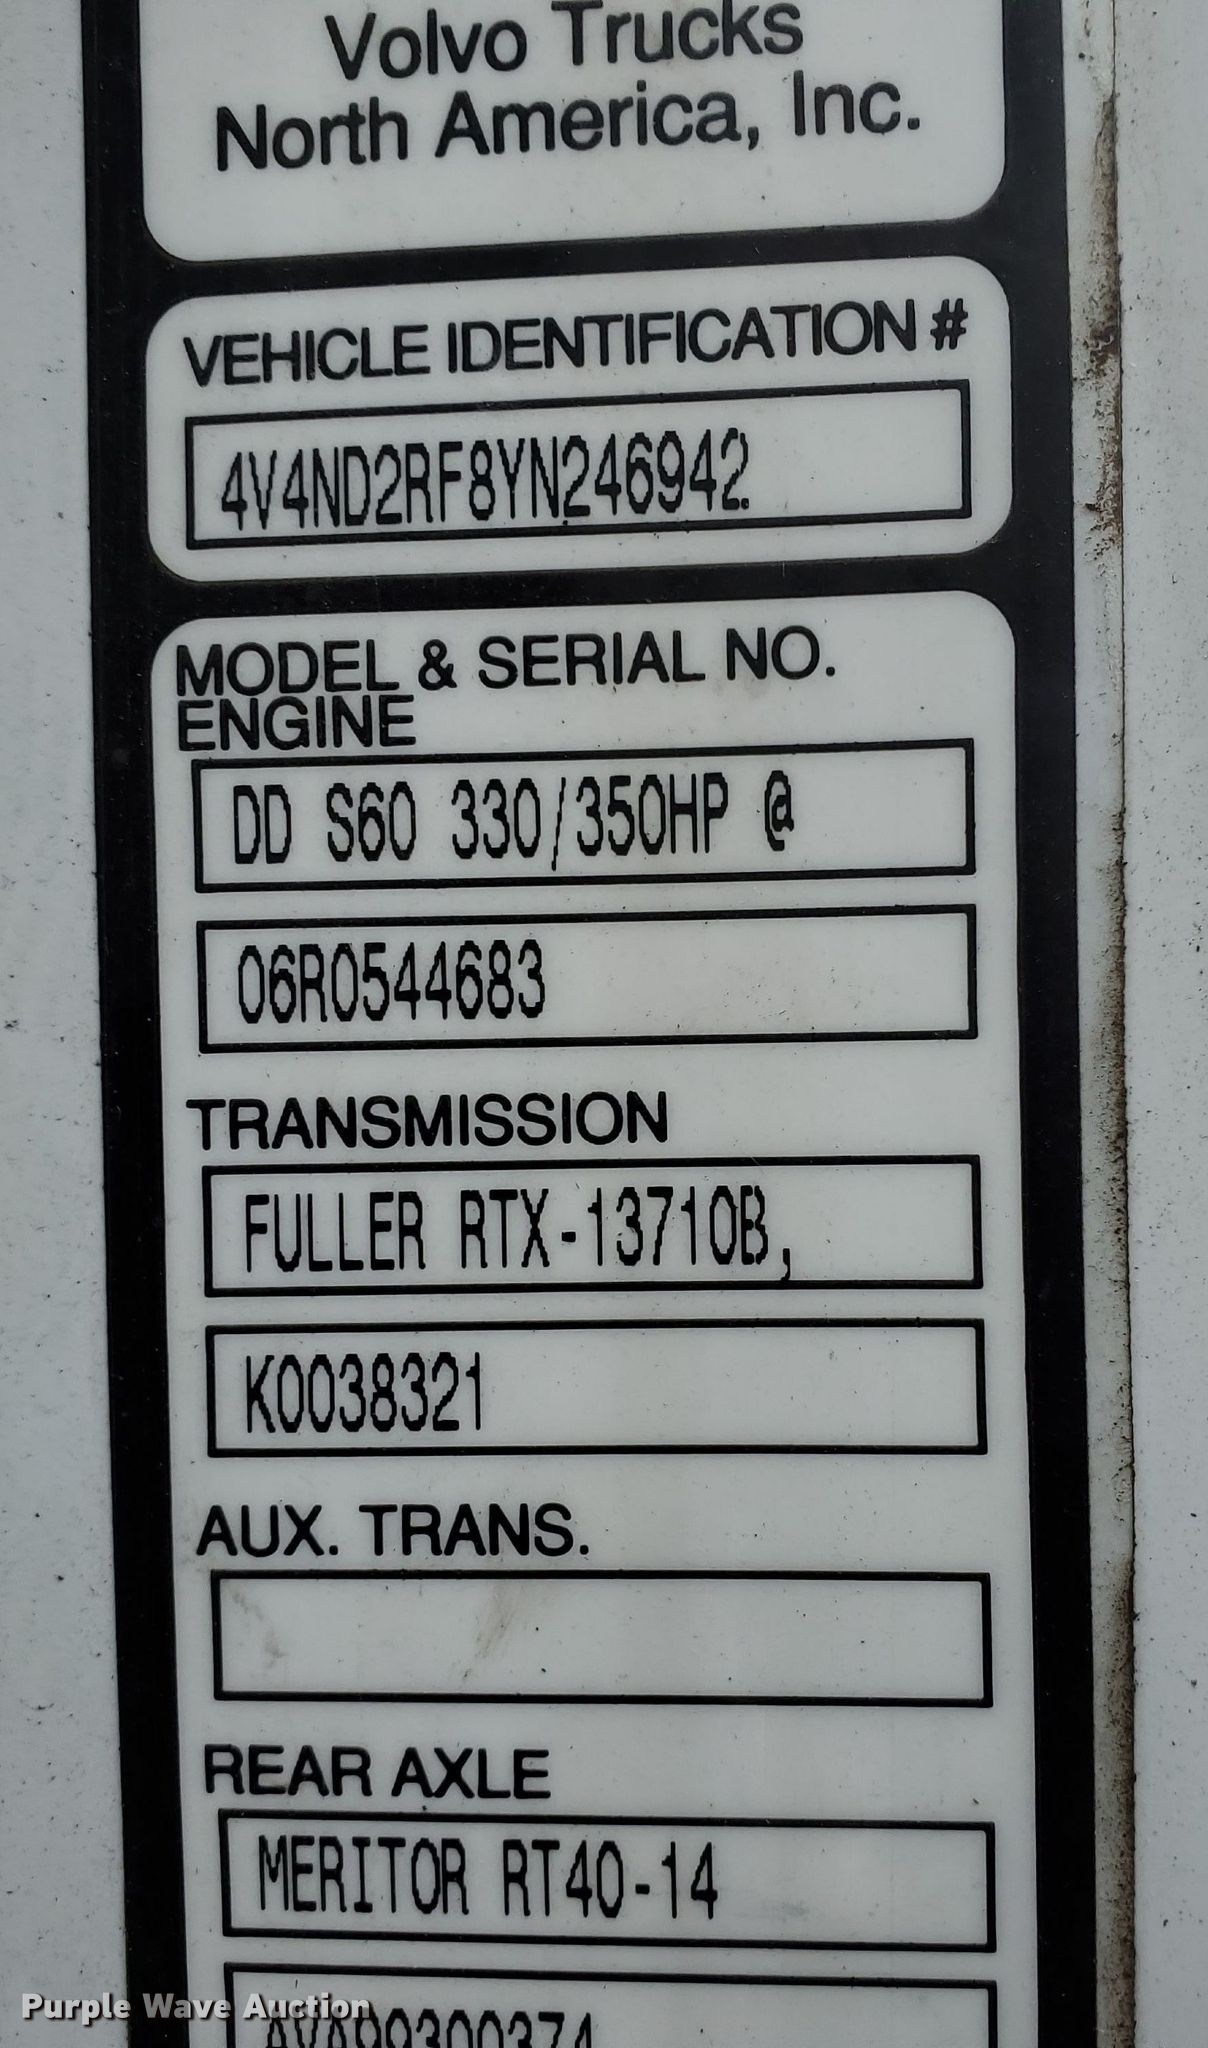 Volvo Trucks
North America, Inc.
VEHICLE IDENTIFICATION #
4V4ND2RF8YN246942
MODEL & SERIAL NO.
ENGINE
DD S60 330/350HP @
06R0544683
TRANSMISSION
FULLER RTX-13710B,
K0038321
AUX. TRANS.
REAR AXLE
MERITOR RT40-14
AVA99300374
Purple Wave Auction